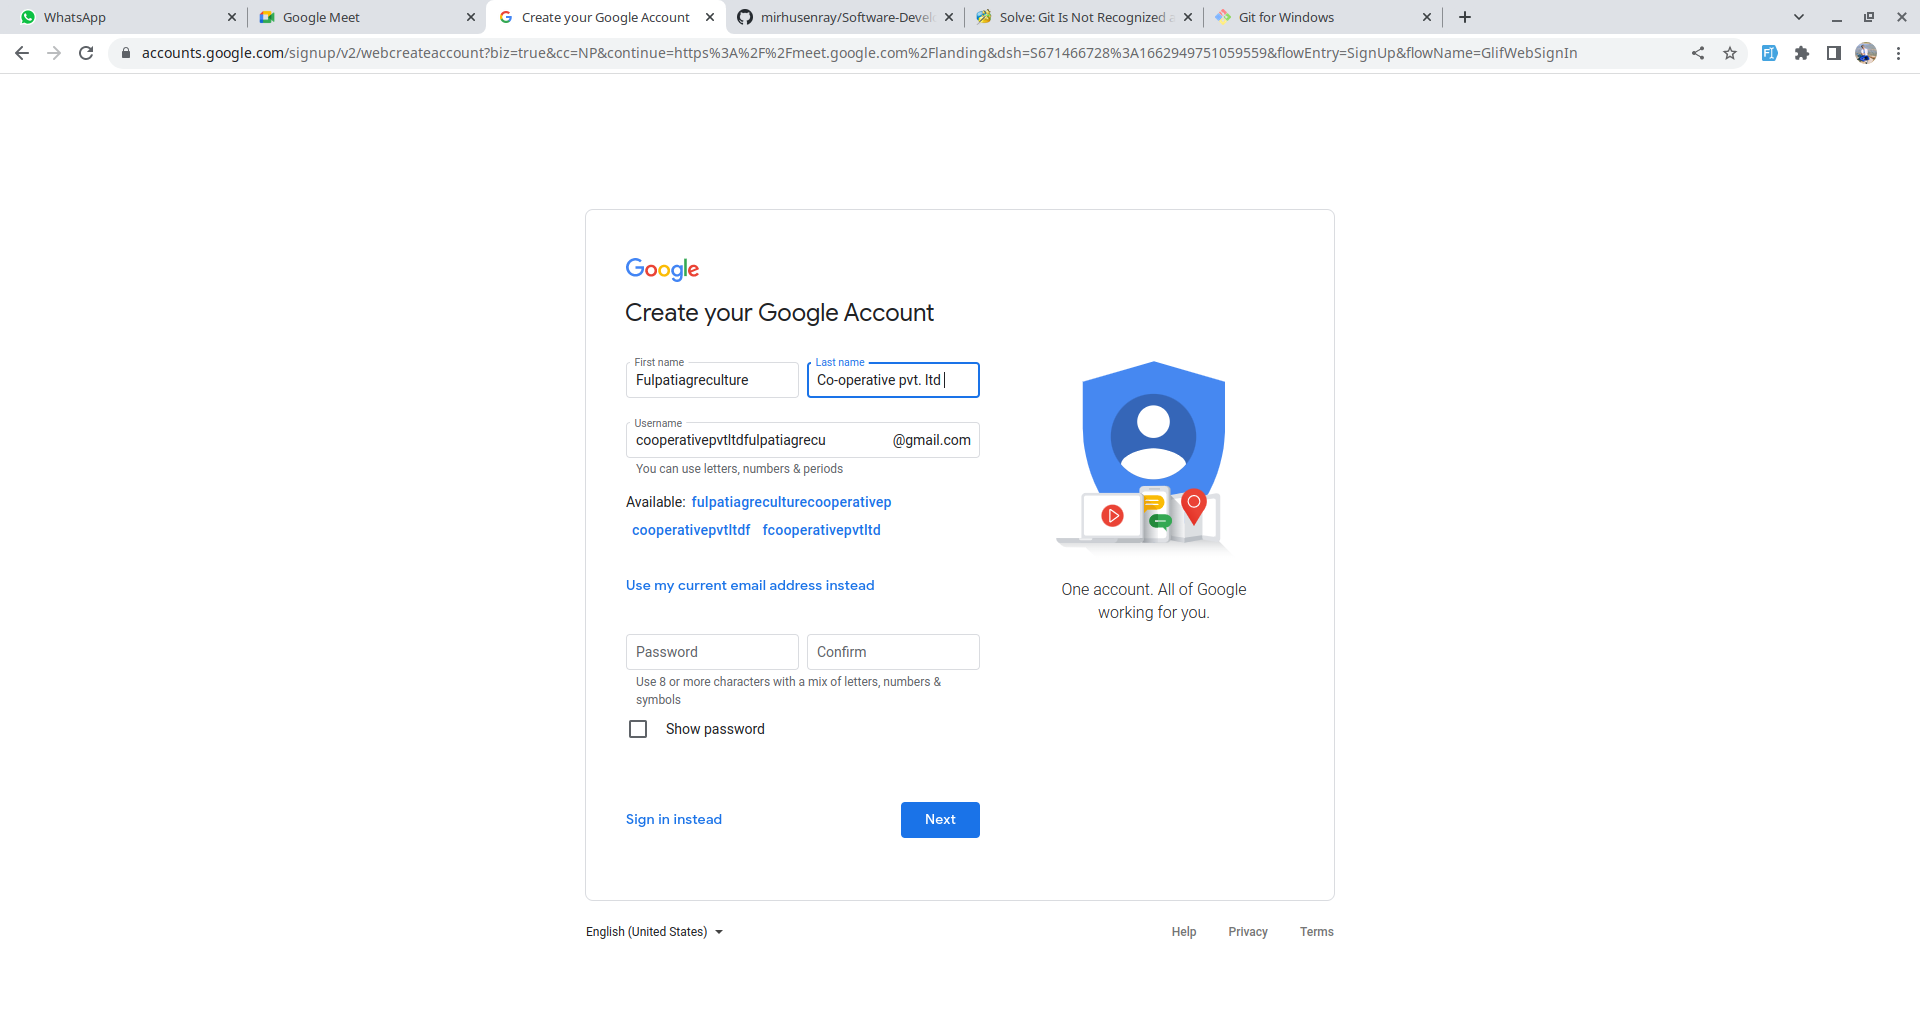 WhatsApp
Google Meet
Create your Google Account
mirhusenray/Software-Devel
Solve: Git Is Not Recognized a
Git for Windows
accounts.google.com/signup/v2/webcreateaccount?biz=true&cc=NP&continue=https%3A%2F%2Fmeet.google.com%2Flanding&dsh=S671466728%3A1662949751059559&flowEntry=SignUp&flowName=GlifWebSignIn
Google
Create your Google Account
First name
Last name
Fulpatiagreculture
Co-operative pvt. ltd
Username
cooperativepvtltdfulpatiagrecu @gmail.com
You can use letters, numbers & periods
Available: fulpatiagreculturecooperativep
cooperativepvtltdf fcooperativepvtltd
Use my current email address instead
Password
Confirm
Use 8 or more characters with a mix of letters, numbers &
symbols
Show password
Sign in instead
Next
One account. All of Google
working for you.
English (United States)
Help
Privacy
Terms